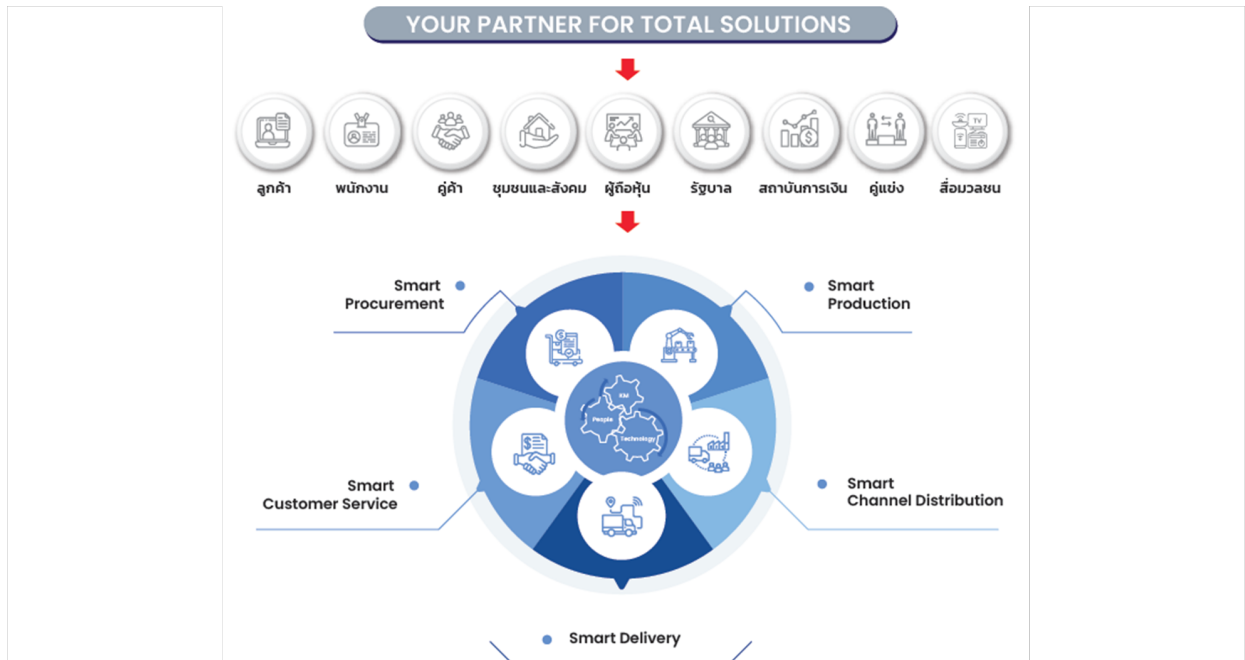 YOUR PARTNER FOR TOTAL SOLUTIONS
TV
ลูกค้า
พนักงาน
คู่ค้า
ชุมชนและสังคม
ผู้ถือหุ้น
รัฐบาล
สถาบันการเงิน
คู่แข่ง
สื่อมวลชน
Smart
Procurement
Smart
Production
KM
People
Technology
Smart
Customer Service
Smart
Channel Distribution
Smart Delivery